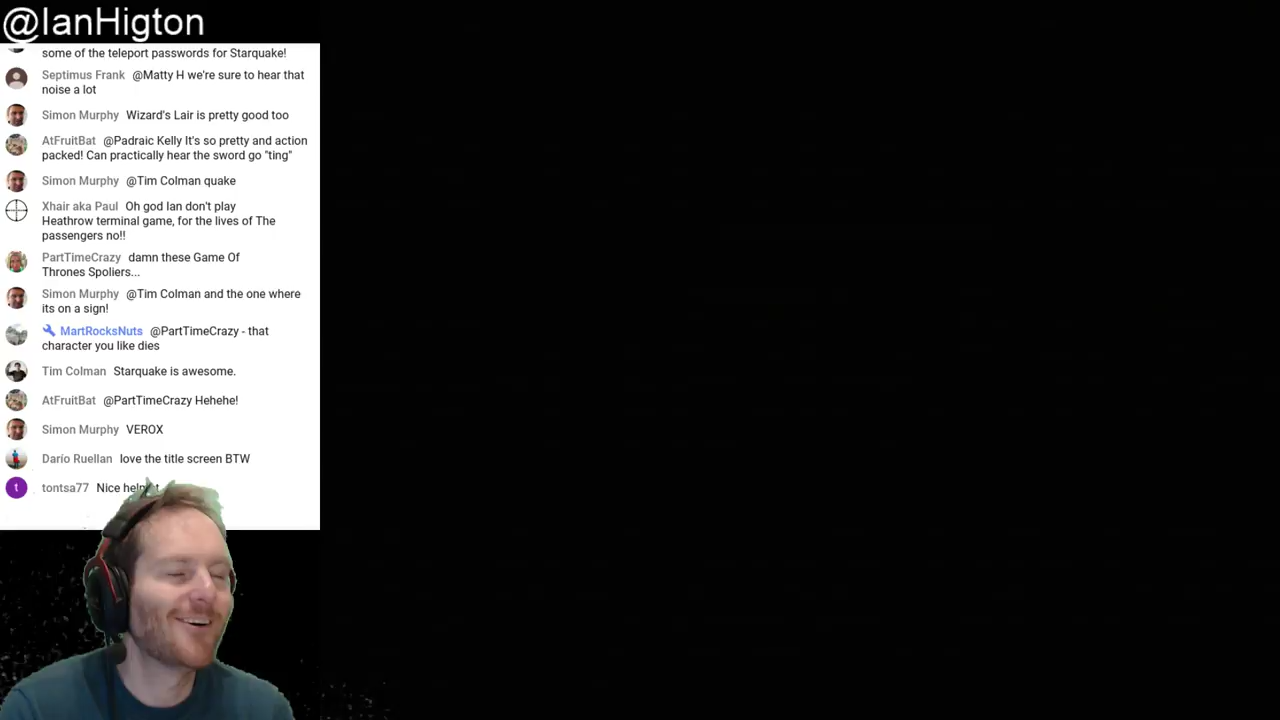 @IanHigton
some of the teleport passwords for Starquake!
Septimus Frank @Matty H we're sure to hear that
noise a lot
Simon Murphy Wizard's Lair is pretty good too
AtFruitBat @Padraic Kelly It's so pretty and action
packed! Can practically hear the sword go "ting"
Simon Murphy @Tim Colman quake
Xhair aka Paul Oh god Ian don't play
Heathrow terminal game, for the lives of The
passengers no!!
PartTimeCrazy damn these Game Of
Thrones Spoliers...
Simon Murphy @Tim Colman and the one where
its on a sign!
MartRocksNuts @PartTimeCrazy - that
character you like dies
Tim Colman Starquake is awesome.
AtFruitBat @PartTimeCrazy Hehehe!
Simon Murphy VEROX
Darío Ruellan love the title screen BTW
t tontsa77 Nice